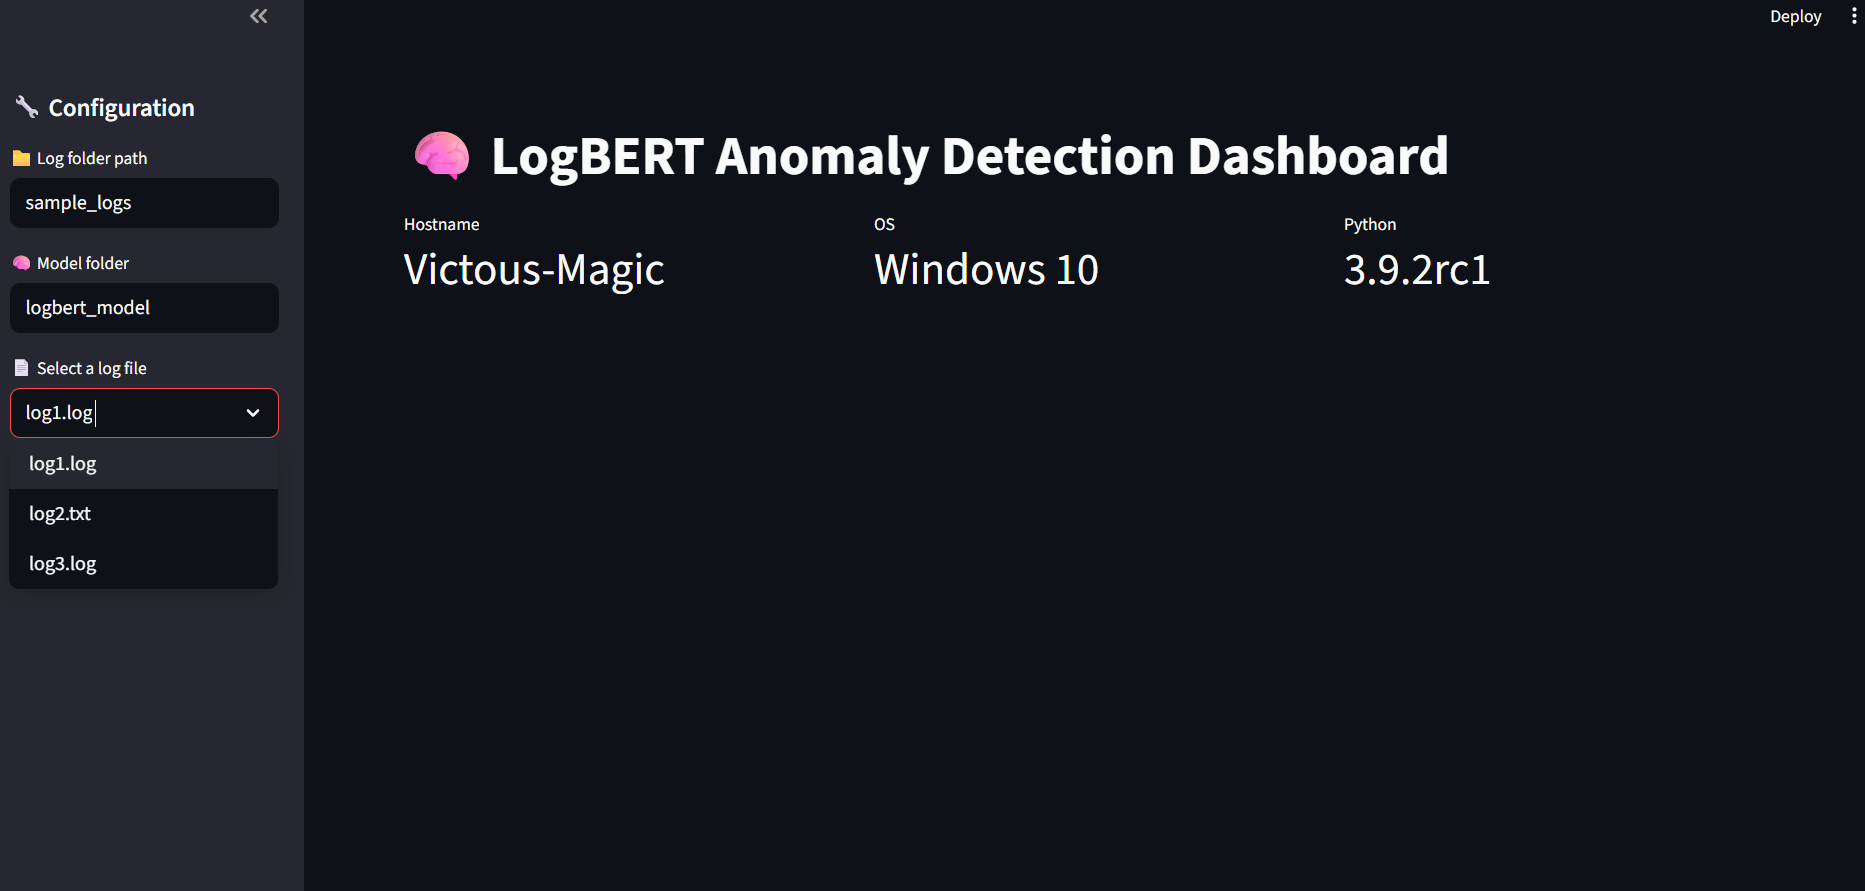 Deploy
Configuration
Log folder path
sample_logs
Model folder
logbert_model
Select a log file
log1.log
log1.log
log2.txt
log3.log
LogBERT Anomaly Detection Dashboard
Hostname
Victous-Magic
OS
Windows 10
Python
3.9.2rc1